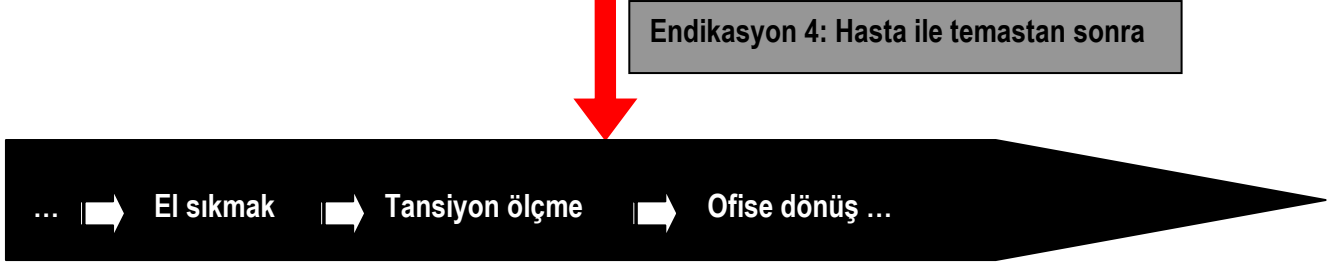 Endikasyon 4: Hasta ile temastan sonra
… El sıkmak Tansiyon ölçme Ofise dönüş …